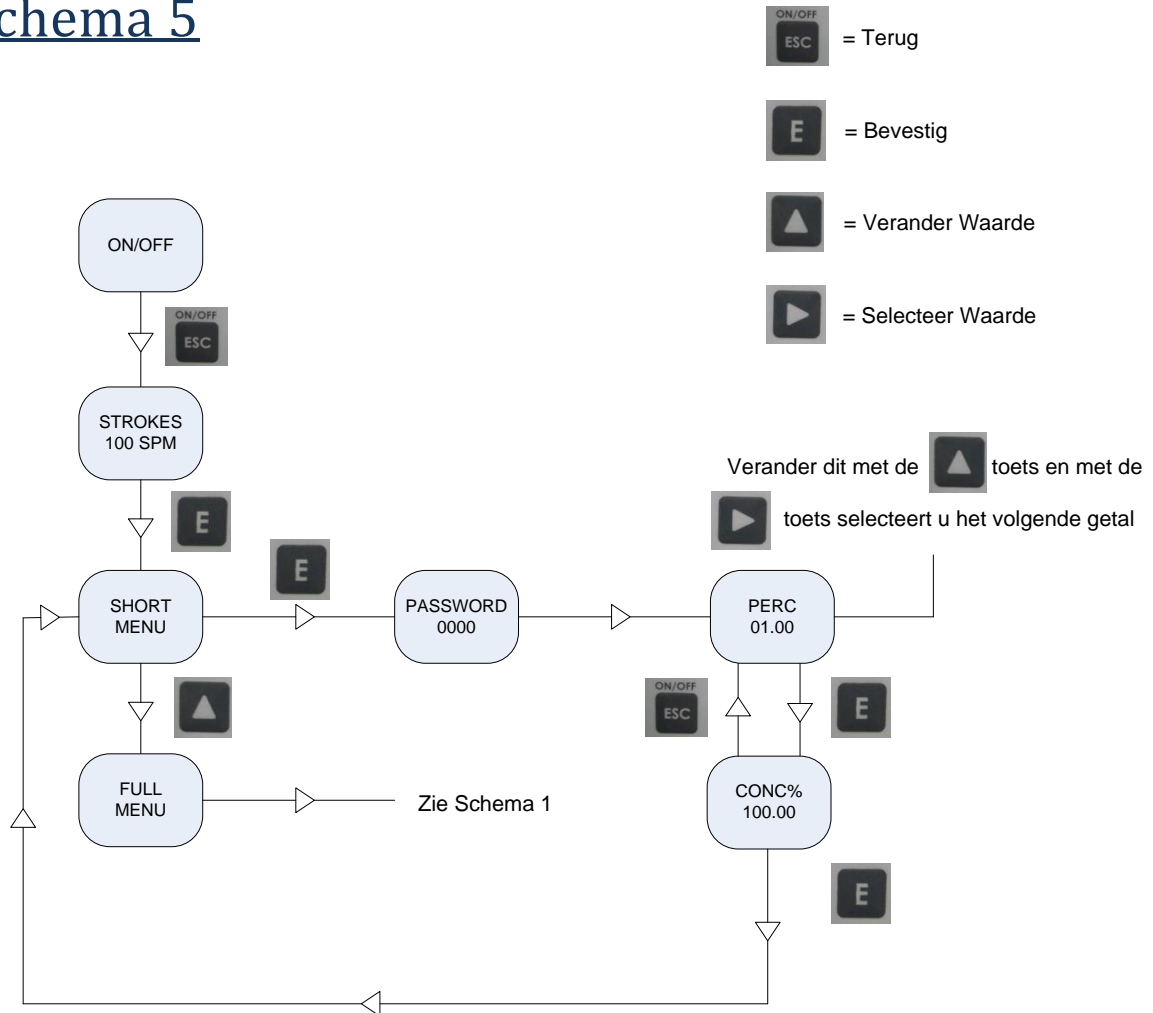 chema 5
ON/OFF
ESC
= Terug
E
= Bevestig
= Verander Waarde
= Selecteer Waarde
ON/OFF
ON/OFF
ESC
STROKES
100 SPM
E
Verander dit met de toets en met de
toets selecteert u het volgende getal
E
SHORT
MENU
PASSWORD
0000
PERC
01.00
ON/OFF
ESC
E
FULL
MENU
Zie Schema 1
CONC%
100.00
E